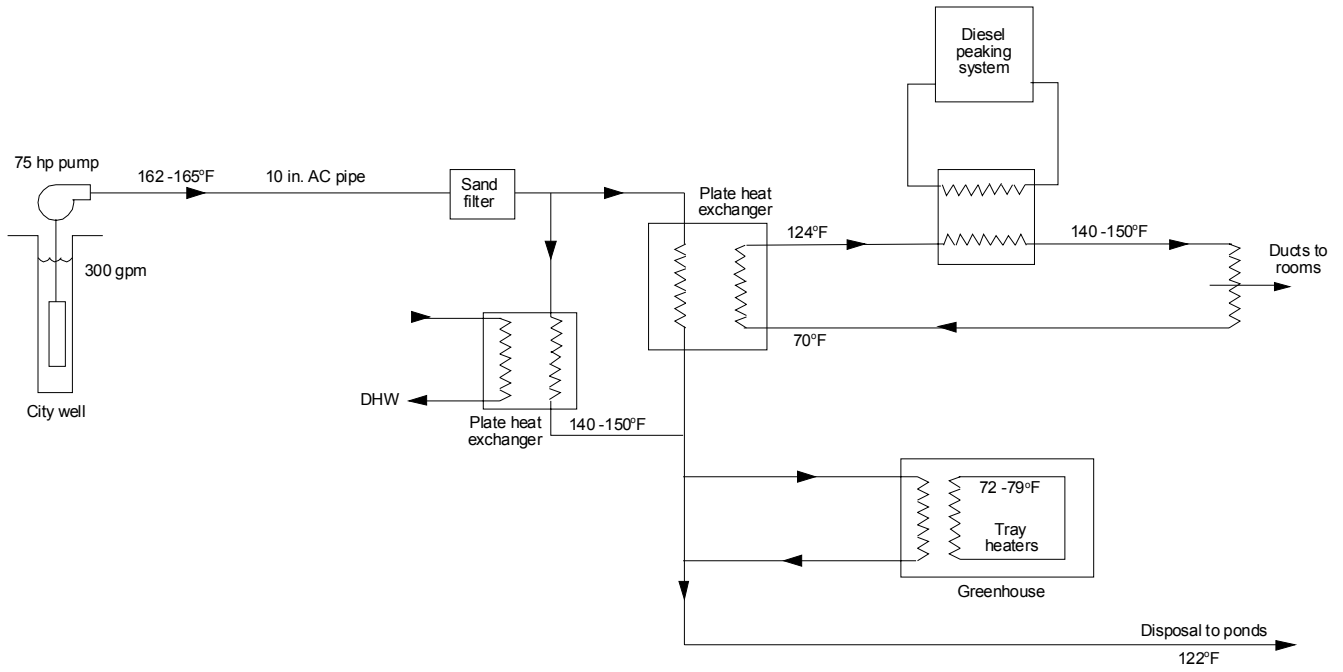 Diesel
peaking
system
75 hp pump
162 -165°F
10 in. AC pipe
Sand
filter
Plate heat
exchanger
124°F
140 -150°F
Ducts to
rooms
300 gpm
70°F
DHW
City well
Plate heat
exchanger
140 -150°F
72 -79°F
Tray
heaters
Greenhouse
Disposal to ponds
122°F